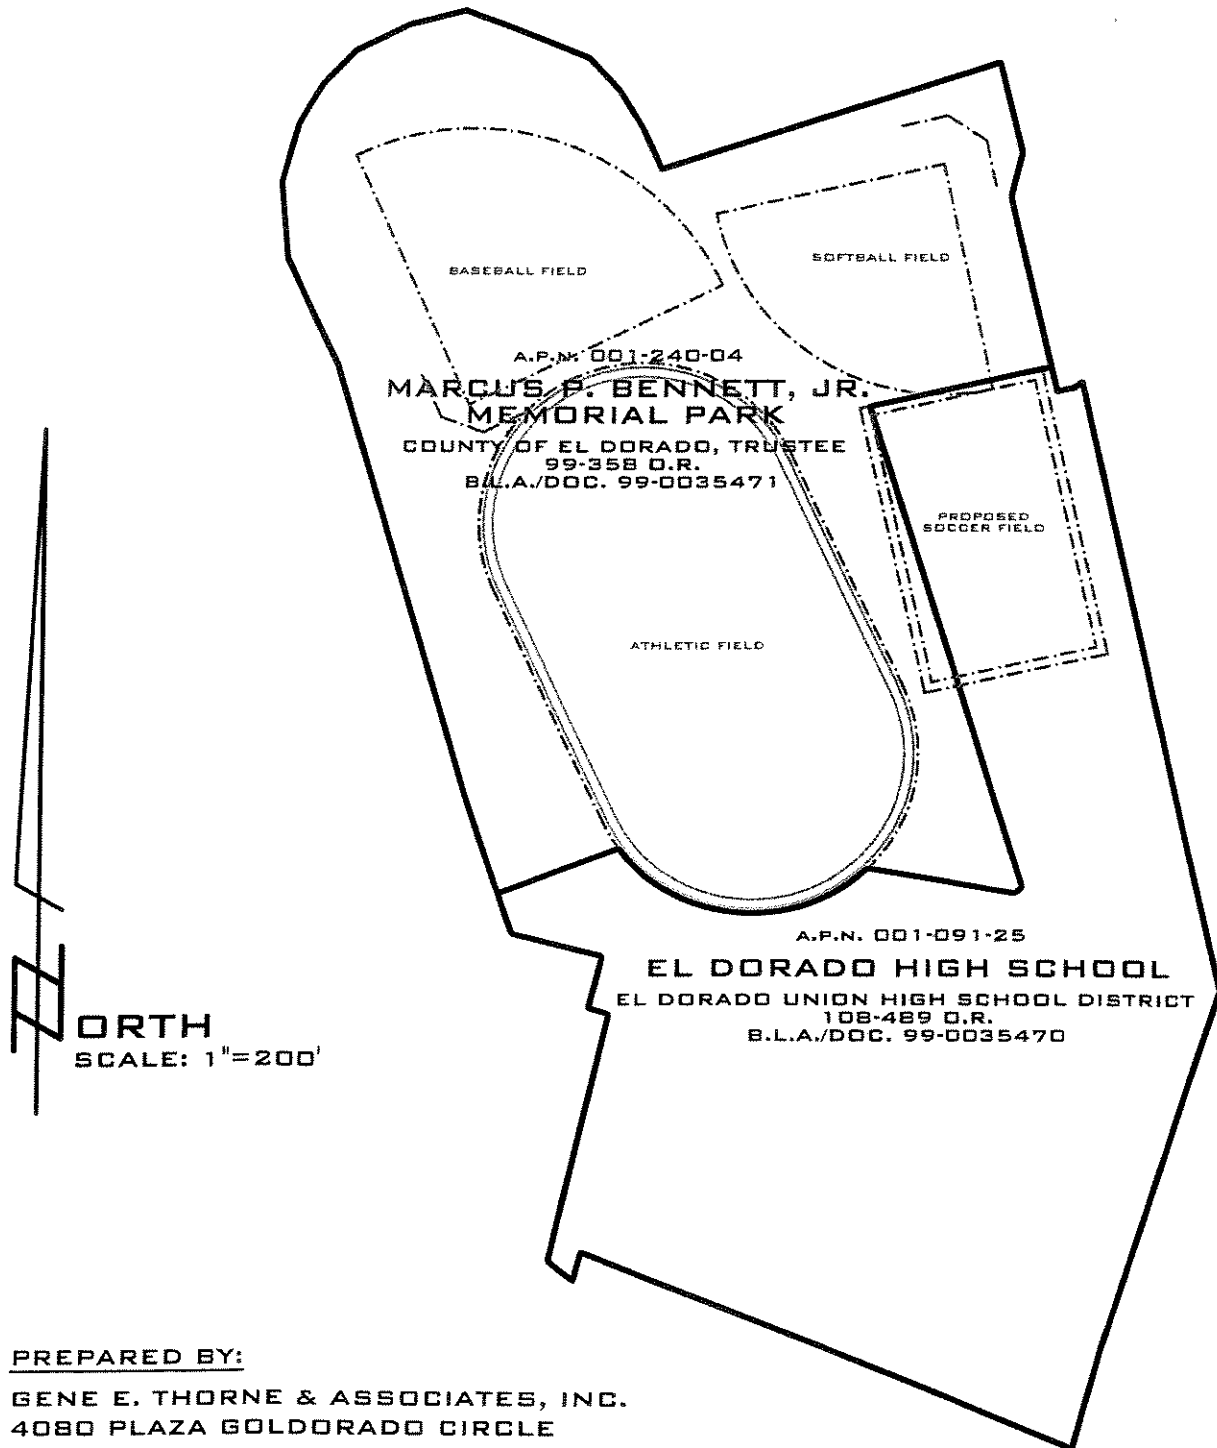 BASEBALL FIELD
SOFTBALL FIELD
A.P.N. 001-240-04
MARCUS P. BENNETT, JR.
MEMORIAL PARK
COUNTY OF EL DORADO, TRUSTEE
99-358 O.R.
B.L.A./DOC. 99-0035471
PROPOSED
SOCCER FIELD
ATHLETIC FIELD
A.P.N. 001-091-25
EL DORADO HIGH SCHOOL
EL DORADO UNION HIGH SCHOOL DISTRICT
108-489 O.R.
B.L.A./DOC. 99-0035470
NORTH
SCALE: 1"=200'
PREPARED BY:
GENE E. THORNE & ASSOCIATES, INC.
4080 PLAZA GOLDORADO CIRCLE